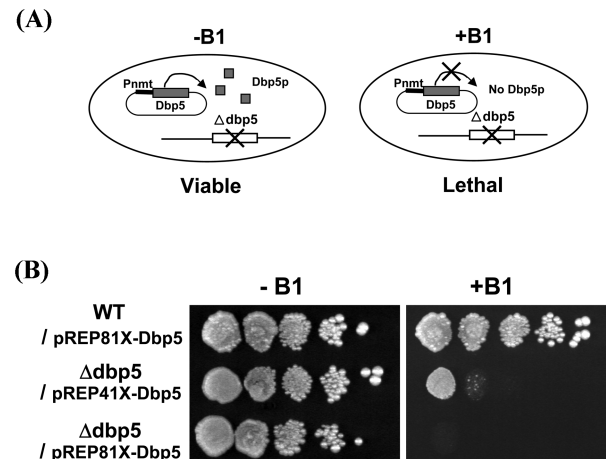 (A)
-B1
+B1
Pnmt
Dbp5
Dbp5p
Δdbp5
Viable
Pnmt
Dbp5
No Dbp5p
Δdbp5
Lethal
(B)
- B1
+B1
WT
/ pREP81X-Dbp5
Δdbp5
/ pREP41X-Dbp5
Δdbp5
/ pREP81X-Dbp5